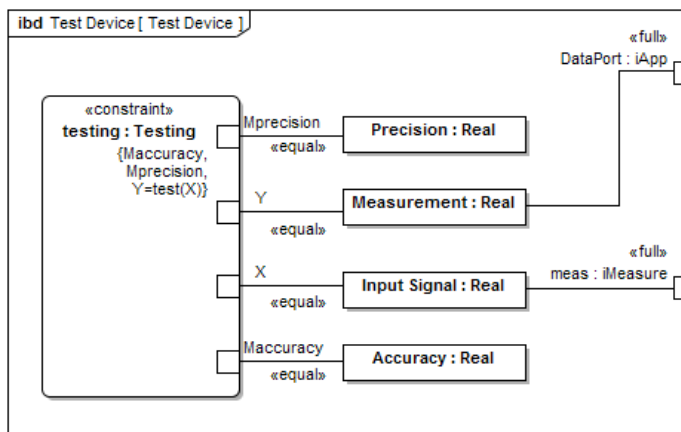 ibd Test Device [ Test Device ]
«full»
DataPort : iApp
«constraint»
testing : Testing
{Maccuracy,
Mprecision,
Y=test(X)}
Mprecision
«equal»
Precision : Real
Y
«equal»
Measurement : Real
«full»
meas : iMeasure
X
«equal»
Input Signal : Real
Maccuracy
«equal»
Accuracy : Real